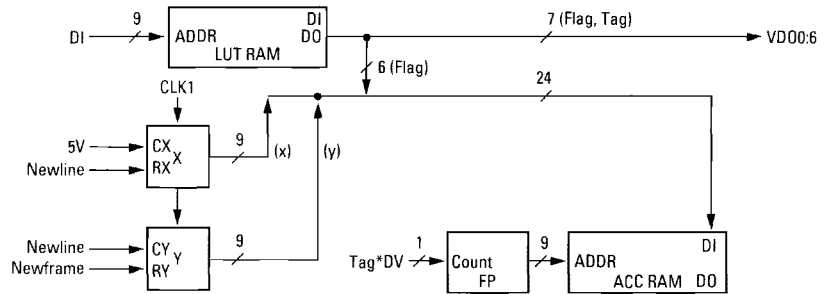 9 DI 7 (Flag, Tag)
DI ADDR DO VDO0:6
LUT RAM
6 (Flag)
CLK1 24
5V CX X 9 (x) (y)
Newline RX
Newline CY Y 9
Newframe RY
Tag*DV 1 Count 9 ADDR DI
FP ACC RAM DO